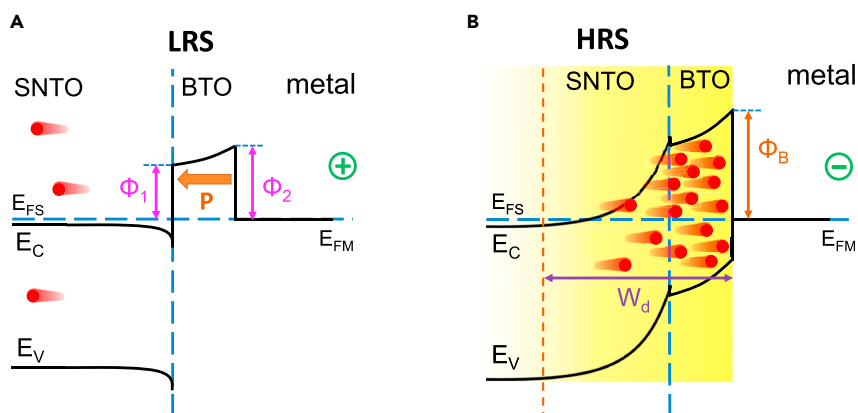 A
LRS
SNTO
BTO
metal
Φ1
P
Φ2
+
EFS
EC
EFM
EV
B
HRS
SNTO
BTO
metal
ΦB
−
EFS
EC
EFM
Wd
EV